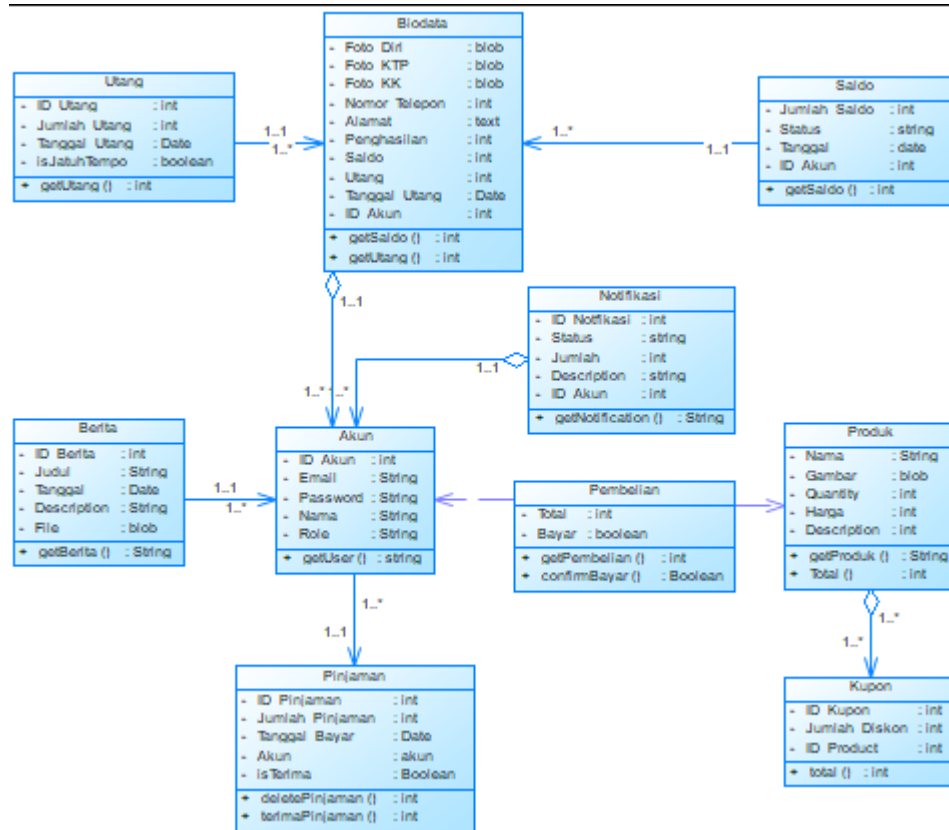 Biodata
- Foto Diri : blob
- Foto KTP : blob
- Foto KK : blob
- Nomor Telepon : int
- Alamat : text
- Penghasilan : int
- Saldo : int
- Utang : int
- Tanggal Utang : Date
- ID Akun : int
+ getSaldo () : int
+ getUtang () : int
Utang
- ID Utang : int
- Jumlah Utang : int
- Tanggal Utang : Date
- isJatuhTempo : boolean
+ getUtang () : int
1..1
1..*
Saldo
- Jumlah Saldo : int
- Status : string
- Tanggal : date
- ID Akun : int
+ getSaldo () : int
1..*
1..1
1..1
1..* 1..*
Notifikasi
- ID Notfikasi : int
- Status : string
- Jumlah : int
- Description : string
- ID Akun : int
+ getNotification () : String
1..1
Berita
- ID Berita : int
- Judul : String
- Tanggal : Date
- Description : String
- File : blob
+ getBerita () : String
1..1
1..*
Akun
- ID Akun : int
- Email : String
- Password : String
- Nama : String
- Role : String
+ getUser () : string
Pembelian
- Total : int
- Bayar : boolean
+ getPembelian () : int
+ confirmBayar () : Boolean
Produk
- Nama : String
- Gambar : blob
- Quantity : int
- Harga : int
- Description : int
+ getProduk () : String
+ Total () : int
1..*
1..1
1..*
1..*
Pinjaman
- ID Pinjaman : int
- Jumlah Pinjaman : int
- Tanggal Bayar : Date
- Akun : akun
- isTerima : Boolean
+ deletePinjaman () : int
+ terimaPinjaman () : int
Kupon
- ID Kupon : int
- Jumlah Diskon : int
- ID Product : int
+ total () : int